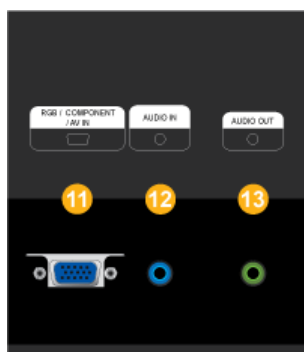 RGB / COMPONENT
/ AV IN
AUDIO IN
AUDIO OUT
11
12
13